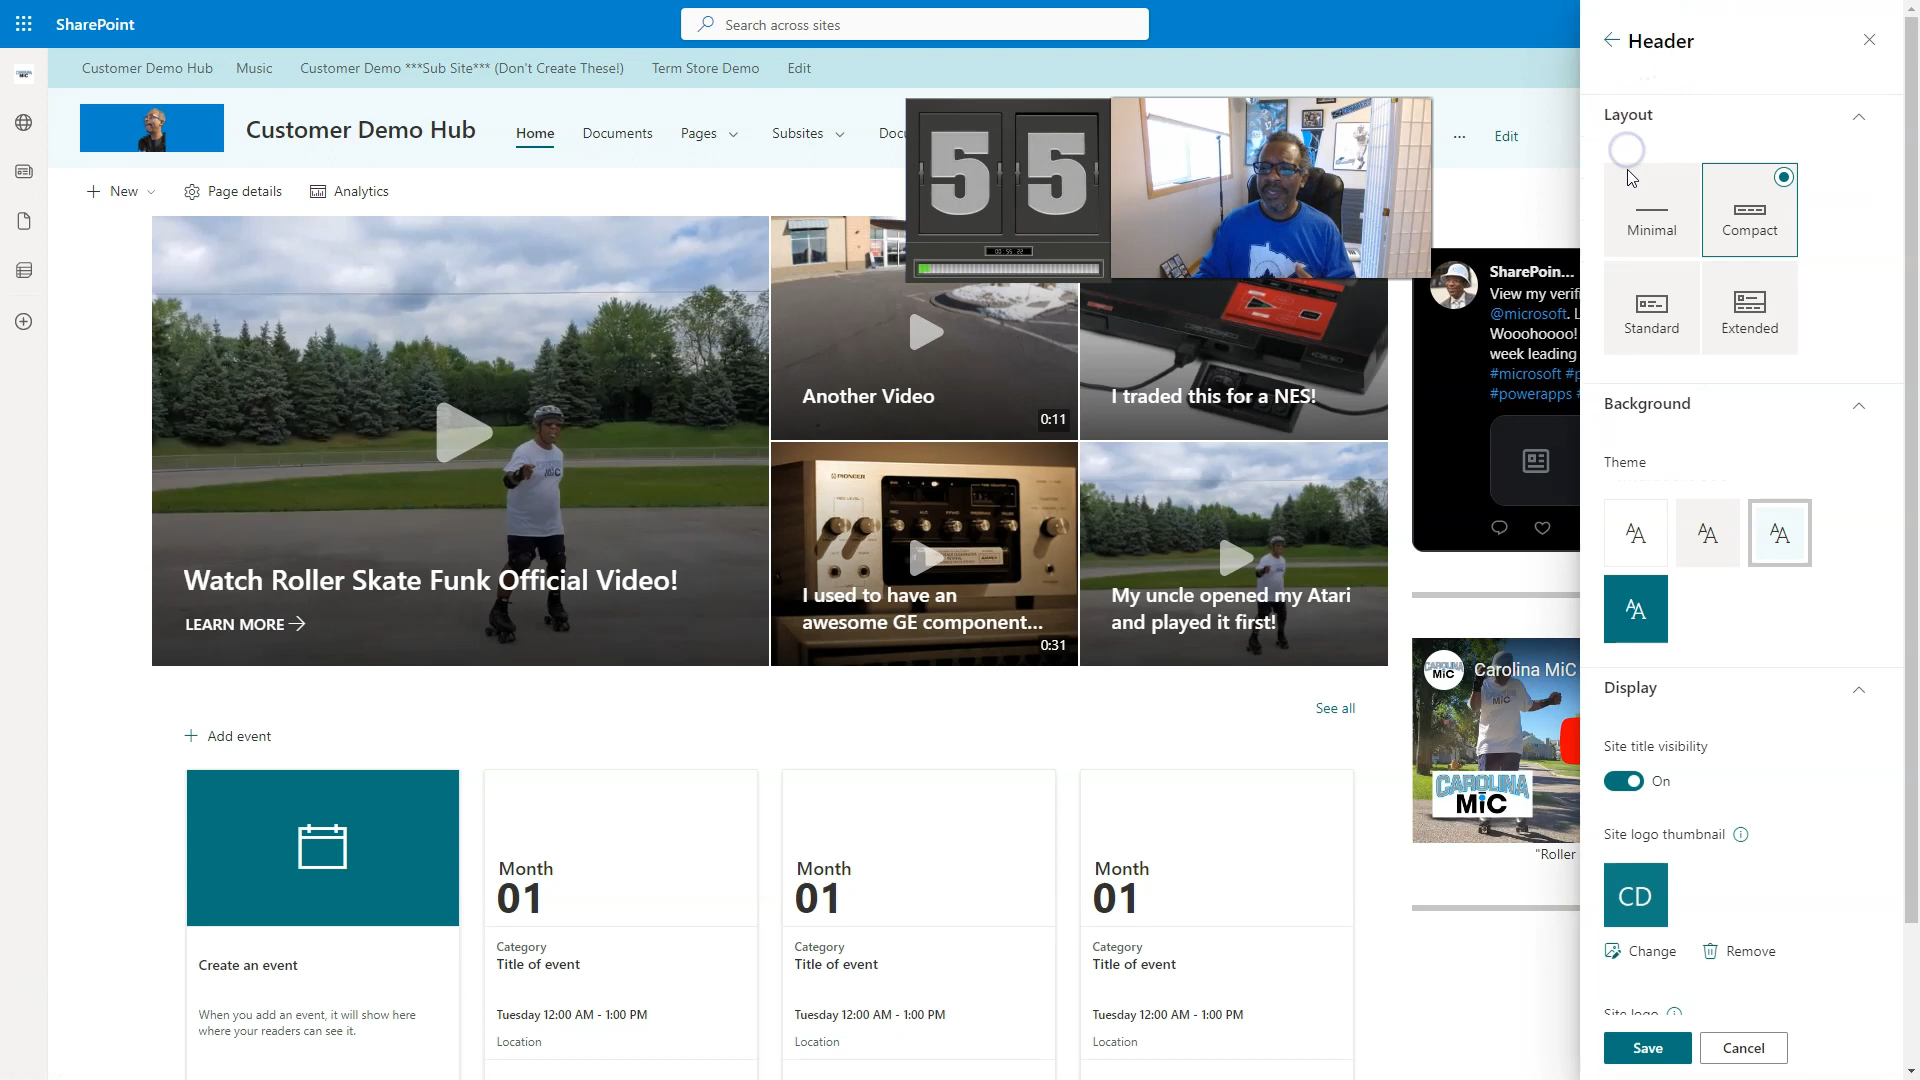 SharePoint
Search across sites
Customer Demo Hub
Music
Customer Demo ***Sub Site*** (Don't Create These!)
Term Store Demo
Edit
Customer Demo Hub
Home
Documents
Pages
Subsites
Docu
...
Edit
New
Page details
Analytics
55
Watch Roller Skate Funk Official Video!
LEARN MORE
Another Video
0:11
I traded this for a NES!
PIONEER
I used to have an
awesome GE component...
0:31
My uncle opened my Atari
and played it first!
SharePoin...
View my verifi
@microsoft. L
Wooohoooo!
week leading
#microsoft #p
#powerapps
Carolina MiC
CAROLINA
MiC
"Roller
See all
Add event
Create an event
When you add an event, it will show here
where your readers can see it.
Month
01
Category
Title of event
Tuesday 12:00 AM - 1:00 PM
Location
Month
01
Category
Title of event
Tuesday 12:00 AM - 1:00 PM
Location
Month
01
Category
Title of event
Tuesday 12:00 AM - 1:00 PM
Location
Header
Layout
Minimal
Compact
Standard
Extended
Background
Theme
Display
Site title visibility
On
Site logo thumbnail
CD
Change
Remove
Site logo
Save
Cancel